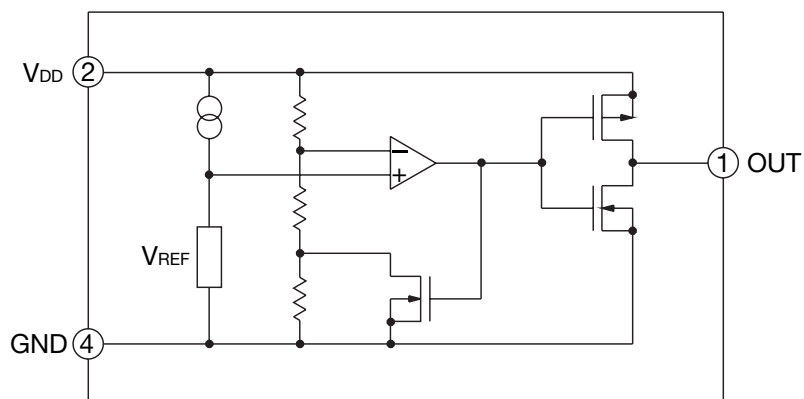 VDD 2
− +
1 OUT
VREF
GND 4